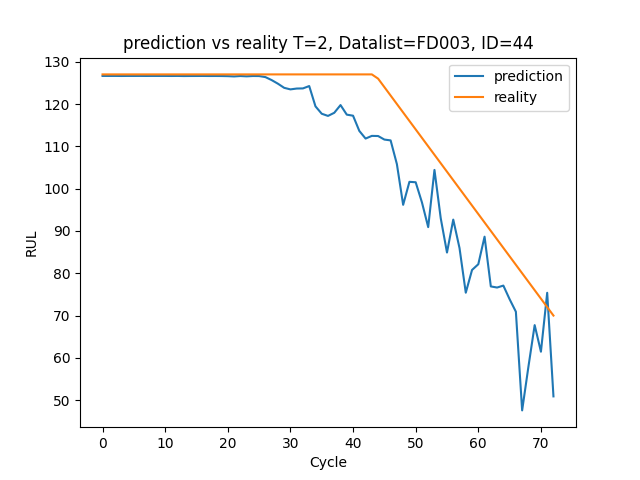 prediction vs reality T=2, Datalist=FD003, ID=44
prediction
reality
130
120
110
100
90
80
70
60
50
RUL
0 10 20 30 40 50 60 70
Cycle